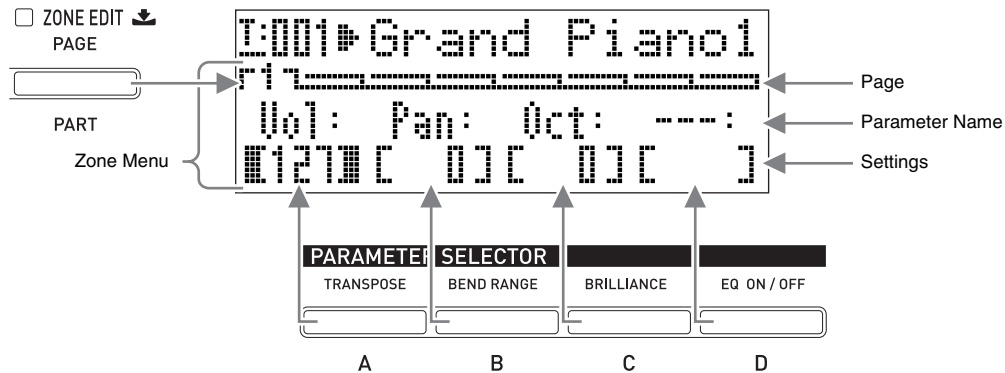 ZONE EDIT
PAGE
PART
Zone Menu
I:001 Grand Piano1
1
Vol: Pan: Oct: ---:
[127] [ 0] [ 0] [ ]
Page
Parameter Name
Settings
PARAMETER SELECTOR
TRANSPOSE BEND RANGE BRILLIANCE EQ ON / OFF
A B C D